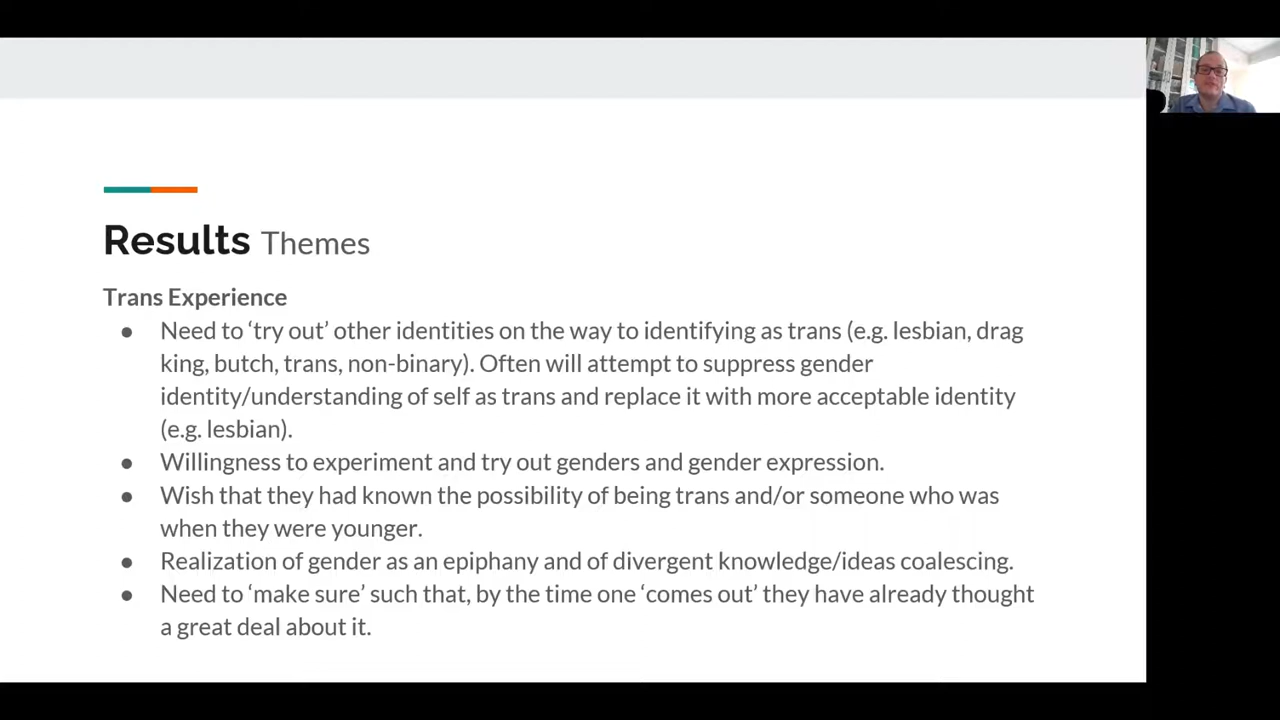 Results Themes
Trans Experience
● Need to ‘try out’ other identities on the way to identifying as trans (e.g. lesbian, drag
king, butch, trans, non-binary). Often will attempt to suppress gender
identity/understanding of self as trans and replace it with more acceptable identity
(e.g. lesbian).
● Willingness to experiment and try out genders and gender expression.
● Wish that they had known the possibility of being trans and/or someone who was
when they were younger.
● Realization of gender as an epiphany and of divergent knowledge/ideas coalescing.
● Need to ‘make sure’ such that, by the time one ‘comes out’ they have already thought
a great deal about it.